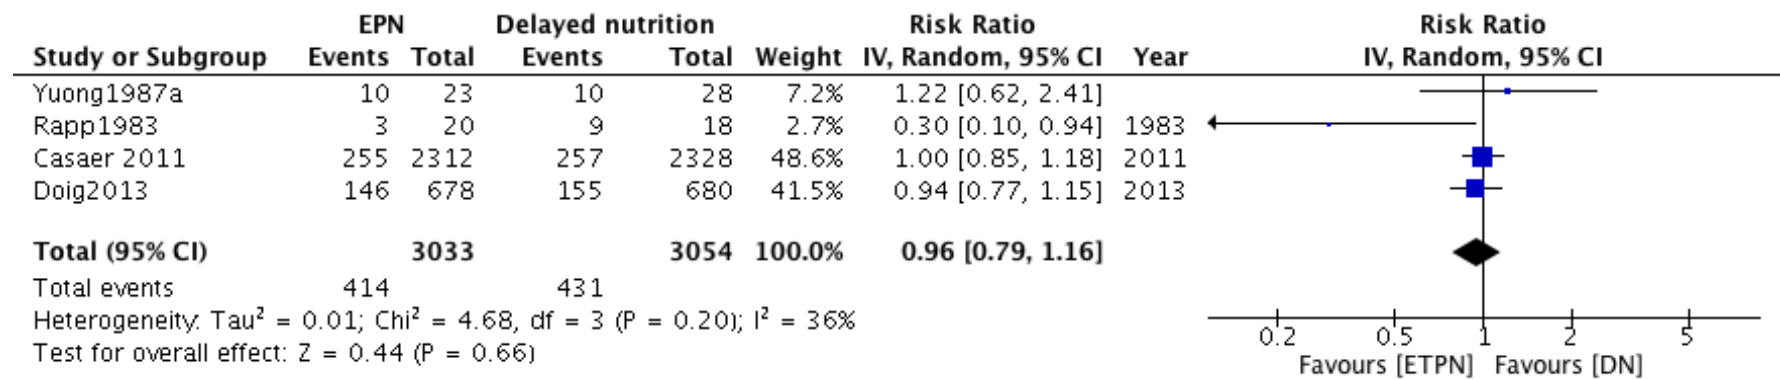 EPN Delayed nutrition Risk Ratio Risk Ratio
Study or Subgroup Events Total Events Total Weight IV, Random, 95% CI Year IV, Random, 95% CI
Yuong1987a 10 23 10 28 7.2% 1.22 [0.62, 2.41]
Rapp1983 3 20 9 18 2.7% 0.30 [0.10, 0.94] 1983
Casaer 2011 255 2312 257 2328 48.6% 1.00 [0.85, 1.18] 2011
Doig2013 146 678 155 680 41.5% 0.94 [0.77, 1.15] 2013
Total (95% CI) 3033 3054 100.0% 0.96 [0.79, 1.16]
Total events 414 431
Heterogeneity: Tau² = 0.01; Chi² = 4.68, df = 3 (P = 0.20); I² = 36%
Test for overall effect: Z = 0.44 (P = 0.66)
0.2 0.5 1 2 5
Favours [ETPN] Favours [DN]